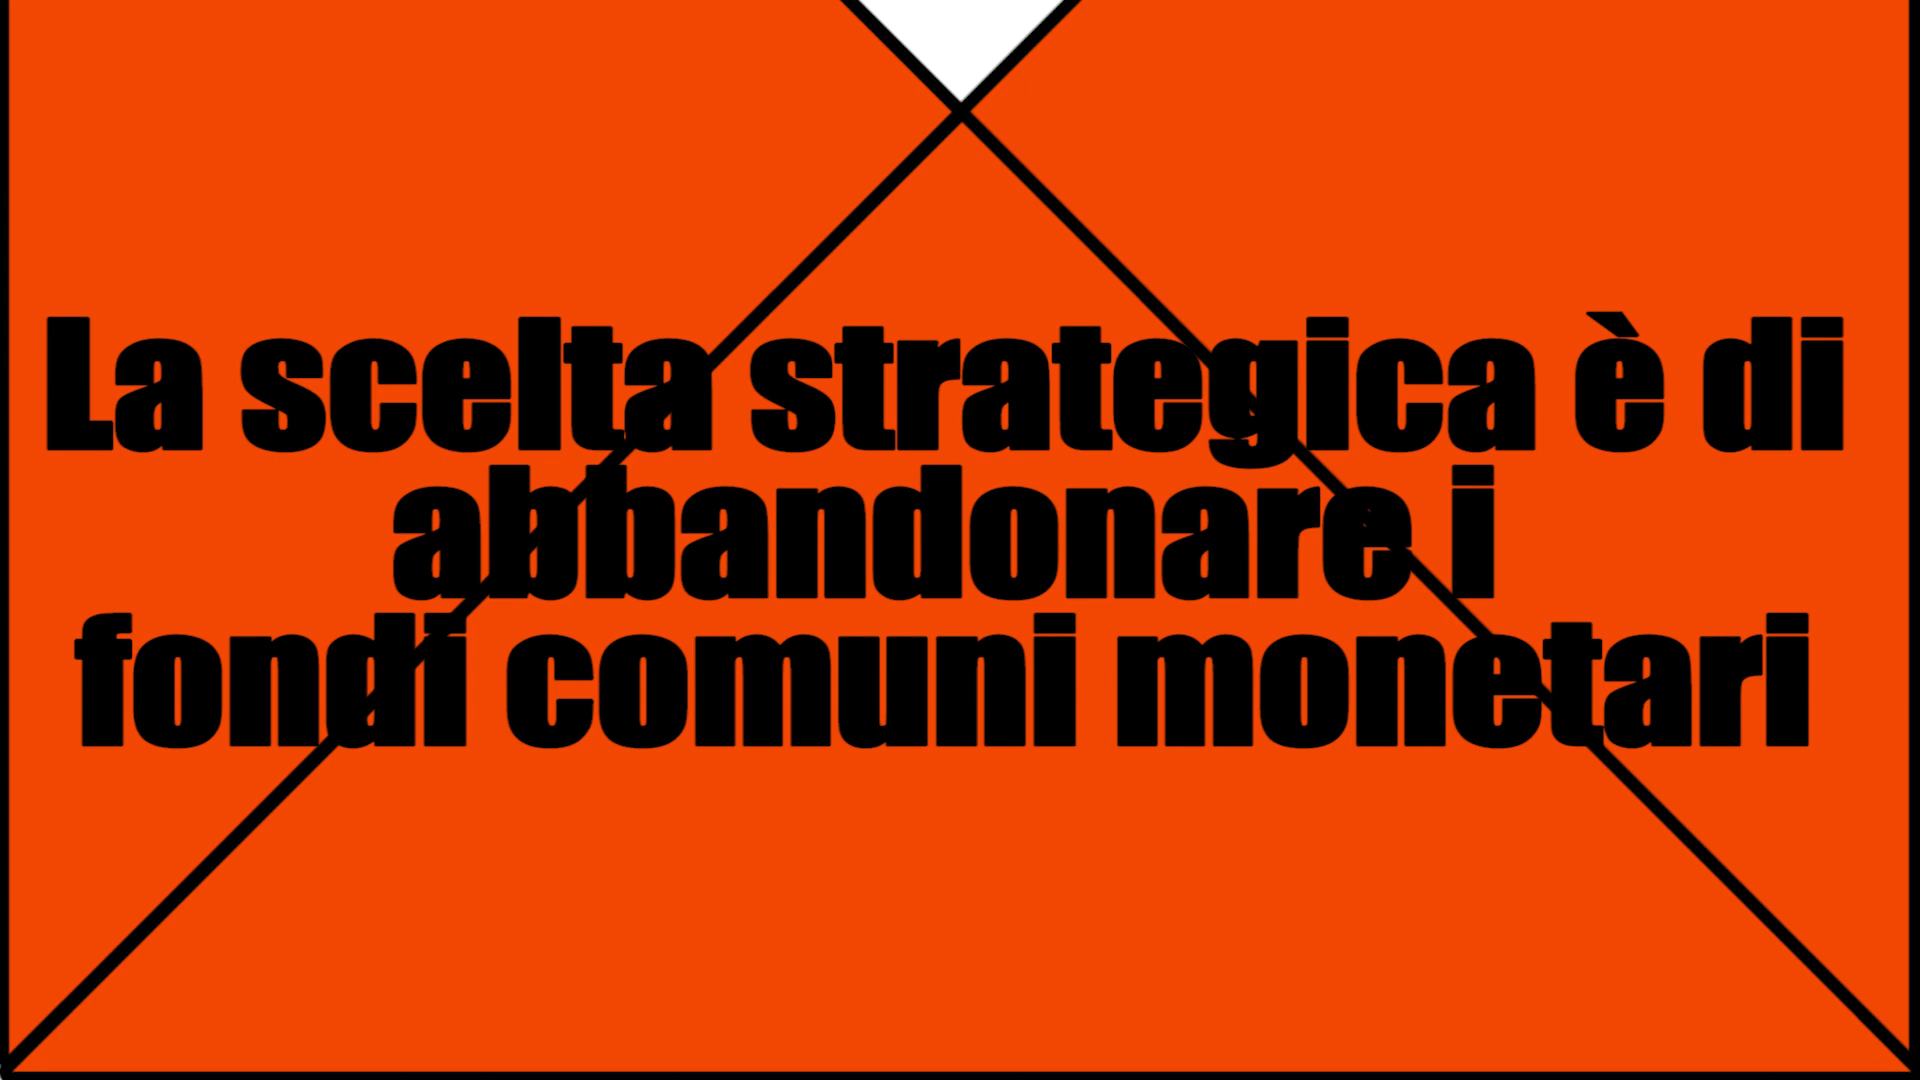 La scelta strategica è di
abbandonare i
fondi comuni monetari